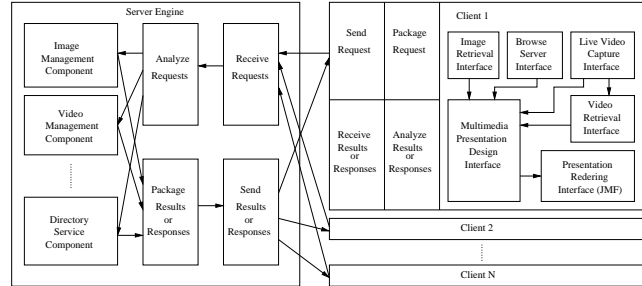 Server Engine
Image
Management
Component
Video
Management
Component
Directory
Service
Component
Analyze
Requests
Receive
Requests
Package
Results
or
Responses
Send
Results
or
Responses
Client 1
Send
Request
Package
Request
Receive
Results
or
Responses
Analyze
Results
or
Responses
Image
Retrieval
Interface
Browse
Server
Interface
Live Video
Capture
Interface
Multimedia
Presentation
Design
Interface
Video
Retrieval
Interface
Presentation
Redering
Interface (JMF)
Client 2
Client N